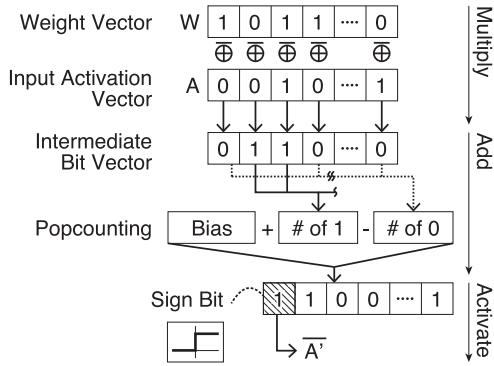 Weight Vector W 1 0 1 1 ···· 0
⊕ ⊕ ⊕ ⊕ ⊕
Multiply
Input Activation Vector A 0 0 1 0 ···· 1
Intermediate Bit Vector 0 1 1 0 ···· 0
Add
Popcounting Bias + # of 1 - # of 0
Sign Bit 1 1 0 0 ···· 1
Activate
A'